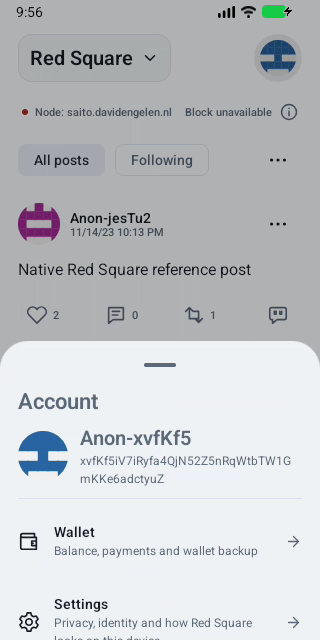 9:56
Red Square
Node: saito.davidengelen.nl Block unavailable
All posts Following
Anon-jesTu2
11/14/23 10:13 PM
Native Red Square reference post
2 0 1
Account
Anon-xvfKf5
xvfKf5iV7iRyfa4QjN52Z5nRqWtbTW1G
mKKe6adctyuZ
Wallet
Balance, payments and wallet backup
Settings
Privacy, identity and how Red Square
looks on this device